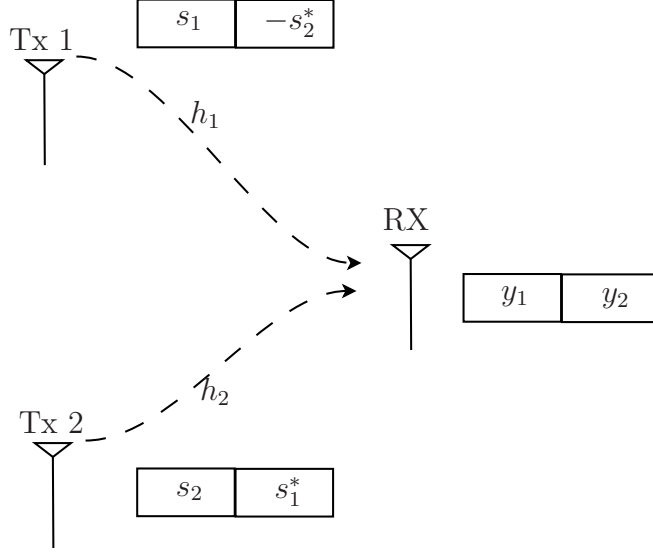 s₁ −s₂*
Tx 1
h₁
RX
y₁ y₂
h₂
Tx 2
s₂ s₁*